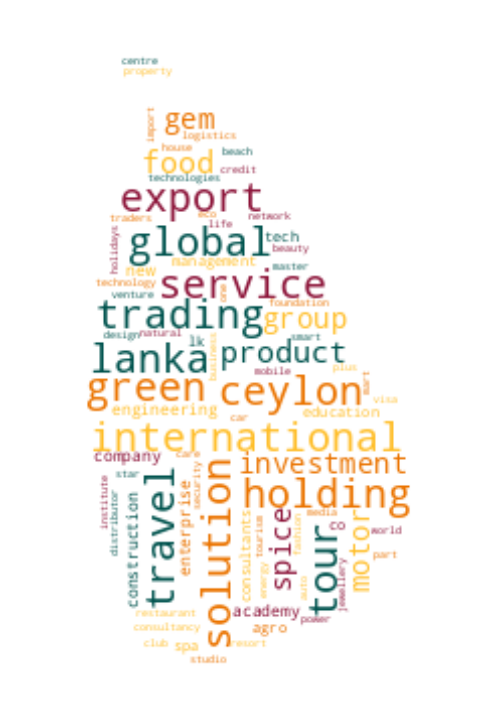 centre
property
import
gem
logistics
house
beach
food
credit
technologies
export
traders
eco
network
life
holidays
global
tech
beauty
new
management
master
technology
service
one
venture
foundation
trading
group
design
natural
lk
business
smart
lanka
product
mobile
plus
green
ceylon
mart
visa
engineering
car
education
international
company
care
investment
security
star
holding
institute
distributor
construction
travel
enterprise
solution
consultants
tourism
energy
spice
fashion
media
auto
tour
co
motor
world
part
jewellery
restaurant
academy
power
consultancy
agro
club
spa
resort
studio